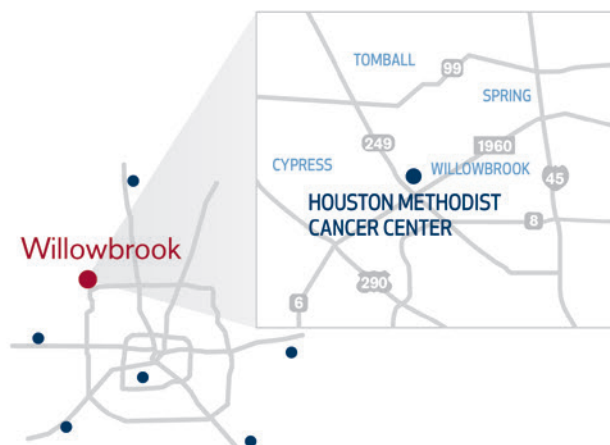 TOMBALL
99
SPRING
249
1960
CYPRESS
WILLOWBROOK
45
HOUSTON METHODIST
CANCER CENTER
8
Willowbrook
290
6